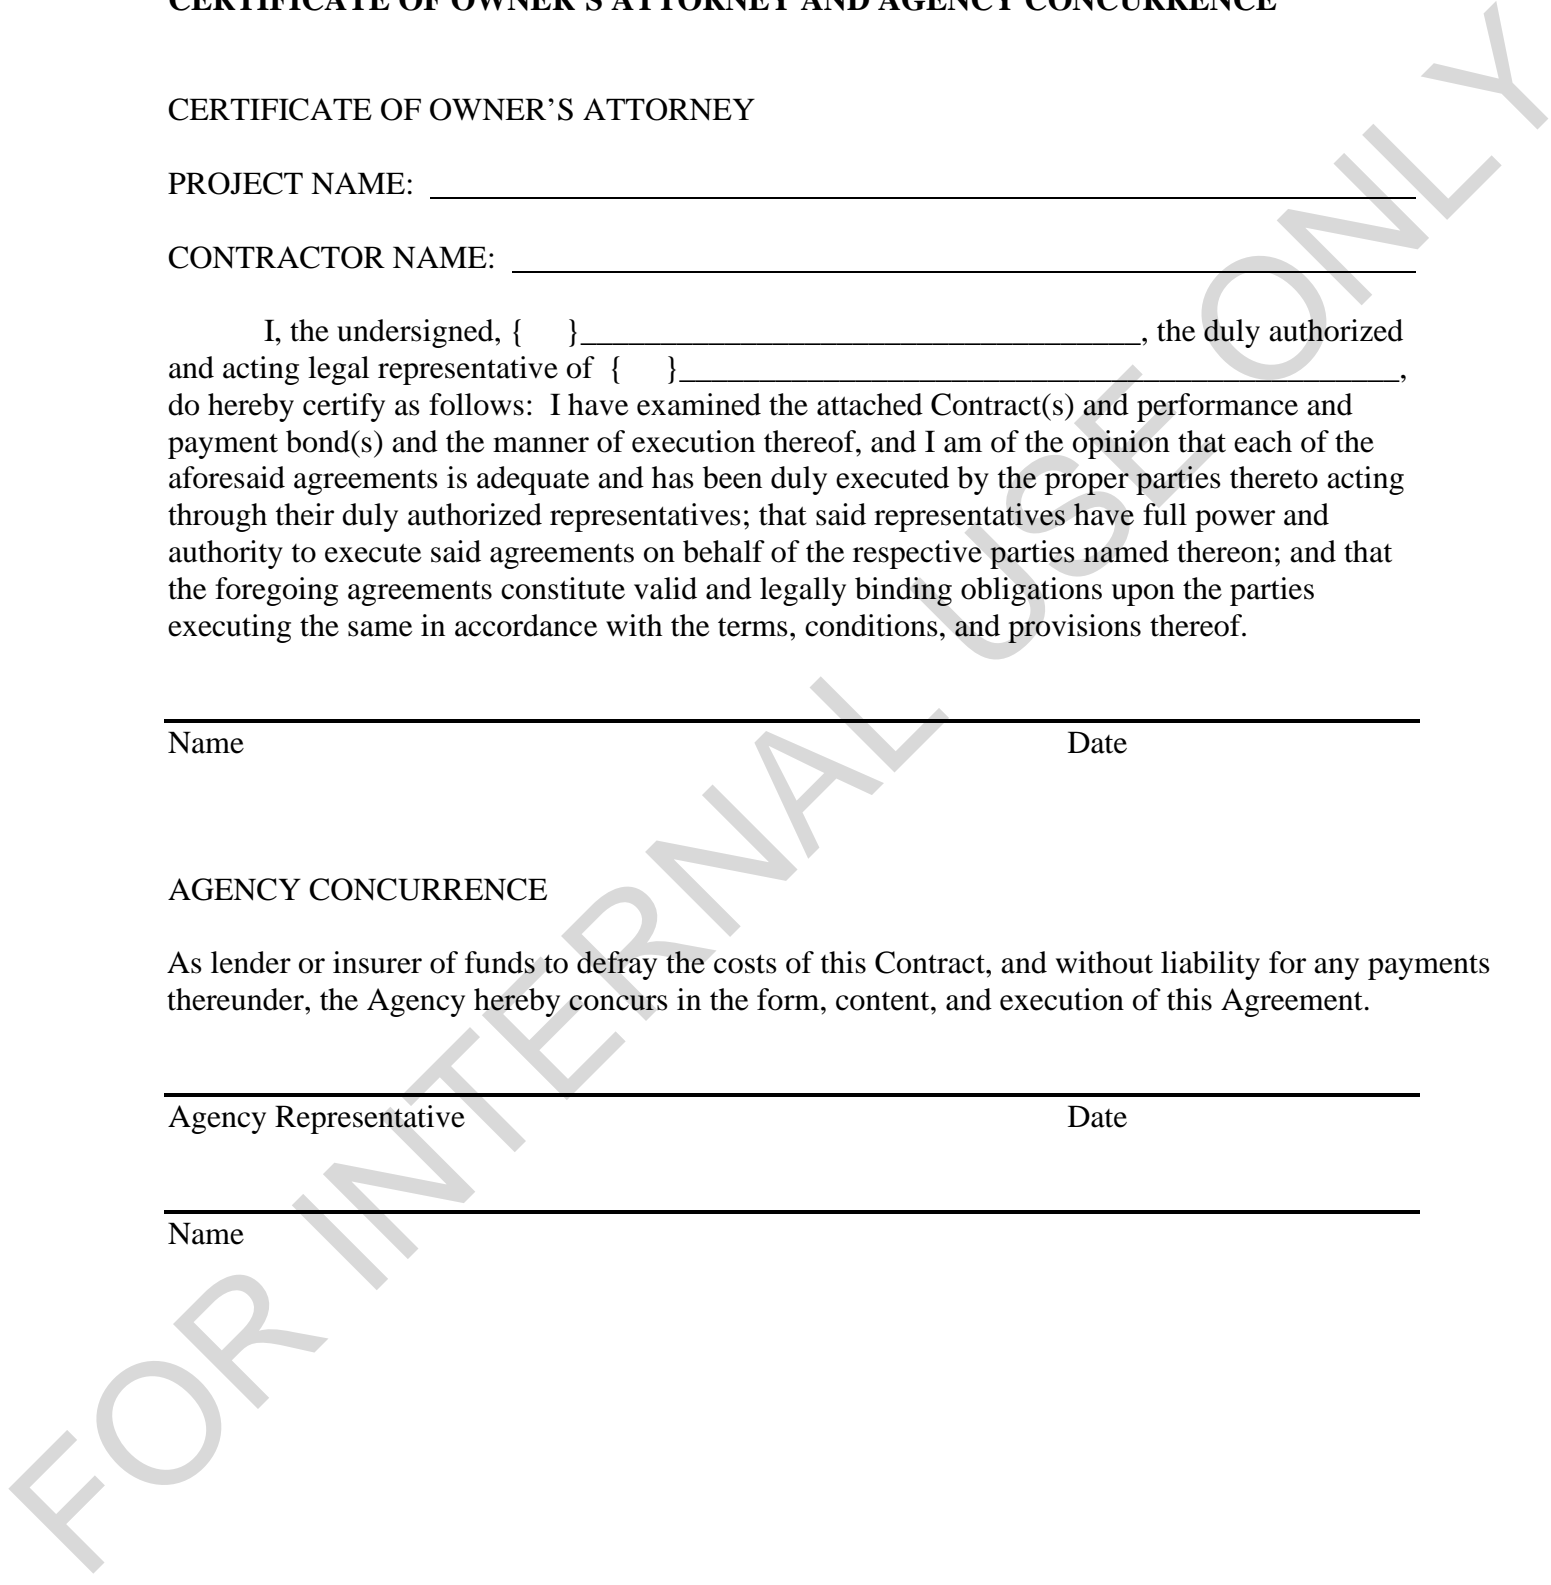 CERTIFICATE OF OWNER’S ATTORNEY AND AGENCY CONCURRENCE
CERTIFICATE OF OWNER’S ATTORNEY
PROJECT NAME:
CONTRACTOR NAME:
I, the undersigned, {    }___________________________________, the duly authorized
and acting legal representative of {    }_____________________________________________,
do hereby certify as follows: I have examined the attached Contract(s) and performance and
payment bond(s) and the manner of execution thereof, and I am of the opinion that each of the
aforesaid agreements is adequate and has been duly executed by the proper parties thereto acting
through their duly authorized representatives; that said representatives have full power and
authority to execute said agreements on behalf of the respective parties named thereon; and that
the foregoing agreements constitute valid and legally binding obligations upon the parties
executing the same in accordance with the terms, conditions, and provisions thereof.
Name Date
AGENCY CONCURRENCE
As lender or insurer of funds to defray the costs of this Contract, and without liability for any payments
thereunder, the Agency hereby concurs in the form, content, and execution of this Agreement.
Agency Representative Date
Name
FOR INTERNAL USE ONLY